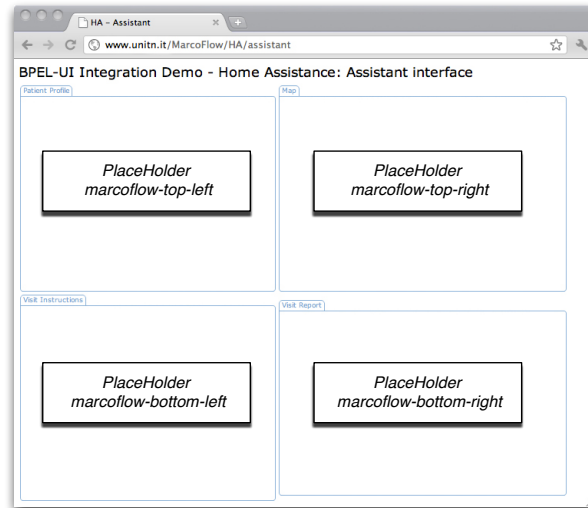 HA – Assistant
www.unitn.it/MarcoFlow/HA/assistant
BPEL-UI Integration Demo - Home Assistance: Assistant interface
Patient Profile
Map
PlaceHolder
marcoflow-top-left
PlaceHolder
marcoflow-top-right
Visit Instructions
Visit Report
PlaceHolder
marcoflow-bottom-left
PlaceHolder
marcoflow-bottom-right